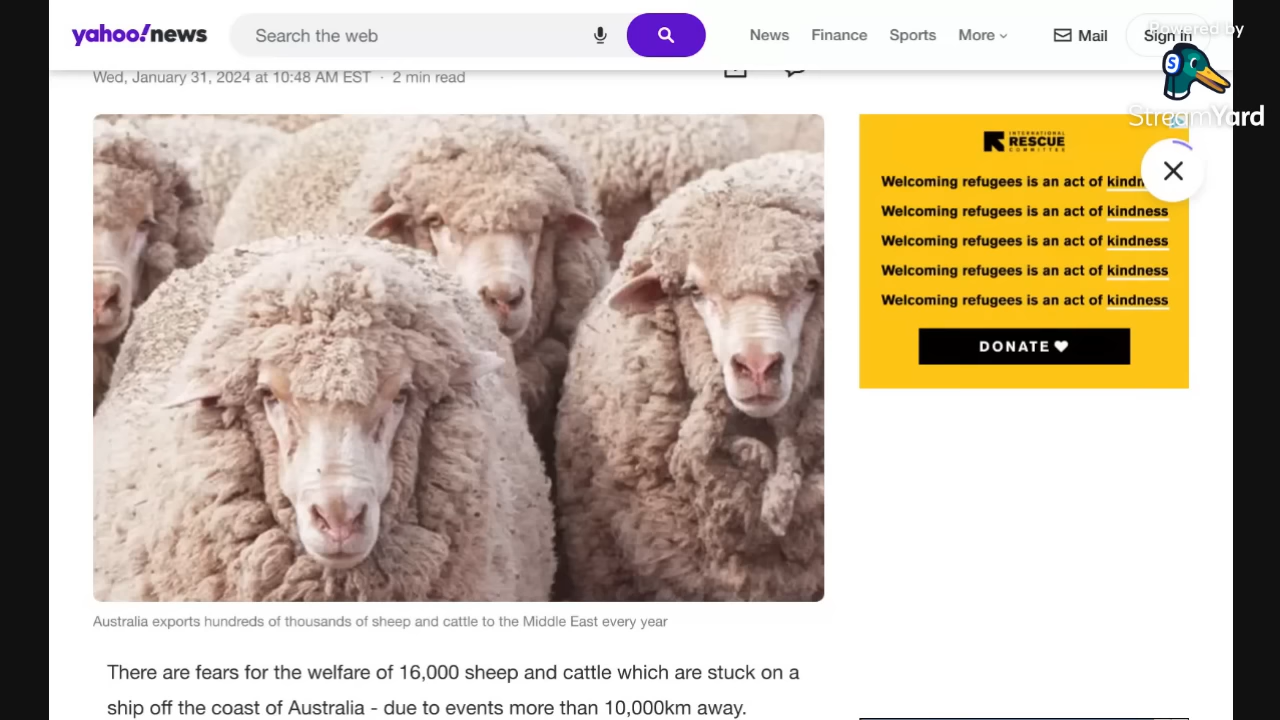 yahoo!news
Search the web
News
Finance
Sports
More
Mail
Sign in
Powered by
StreamYard
Wed, January 31, 2024 at 10:48 AM EST · 2 min read
INTERNATIONAL
RESCUE
COMMITTEE
Welcoming refugees is an act of
Welcoming refugees is an act of kindness
Welcoming refugees is an act of kindness
Welcoming refugees is an act of kindness
Welcoming refugees is an act of kindness
DONATE
Australia exports hundreds of thousands of sheep and cattle to the Middle East every year
There are fears for the welfare of 16,000 sheep and cattle which are stuck on a
ship off the coast of Australia - due to events more than 10,000km away.